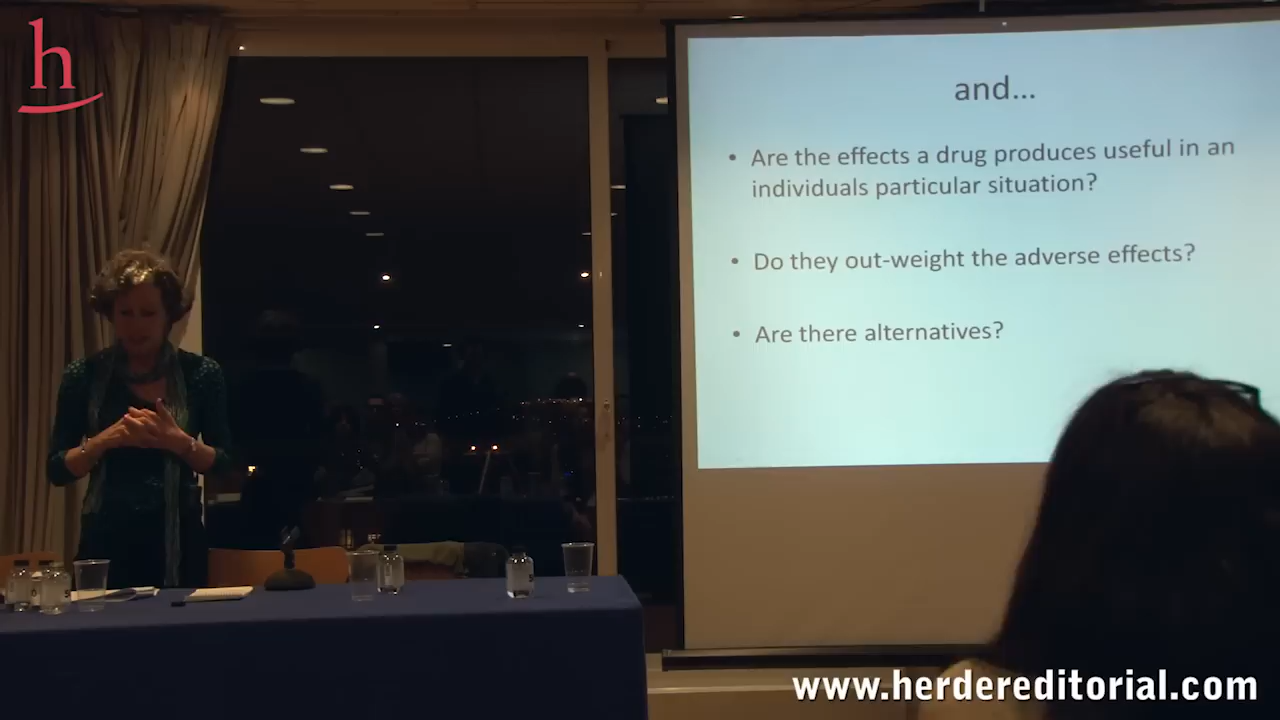 h
and...
• Are the effects a drug produces useful in an
individuals particular situation?
• Do they out-weight the adverse effects?
• Are there alternatives?
www.herdereditorial.com